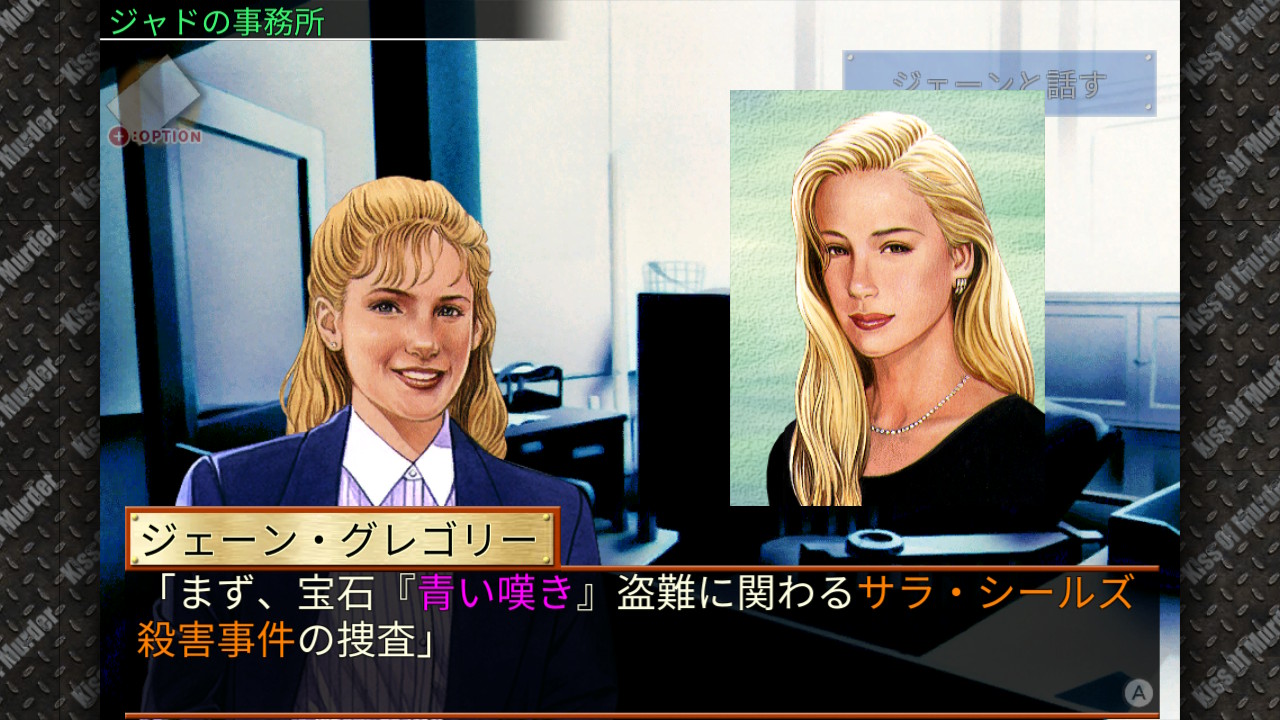 ジャドの事務所
ジェーンと話す
+:OPTION
ジェーン・グレゴリー
「まず、宝石『青い嘆き』盗難に関わるサラ・シールズ
殺害事件の捜査」
A
Kiss of Murder